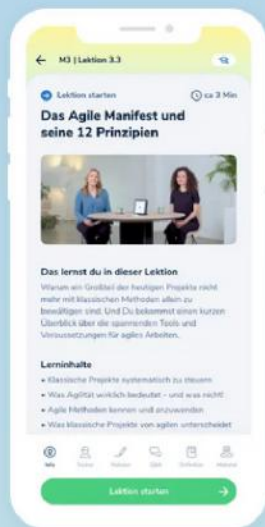 M3 | Lektion 3.3
Lektion starten
ca 3 Min
Das Agile Manifest und
seine 12 Prinzipien
Das lernst du in dieser Lektion
Warum ein Großteil der heutigen Projekte nicht
mehr mit klassischen Methoden allein zu
bewältigen sind. Und Du bekommst einen kurzen
Überblick über die spannenden Tools und
Voraussetzungen für agiles Arbeiten.
Lerninhalte
• Klassische Projekte systematisch zu steuern
• Was Agilität wirklich bedeutet - und was nicht!
• Agile Methoden kennen und anzuwenden
• Was klassische Projekte von agilen unterscheidet
Info
Lektion starten